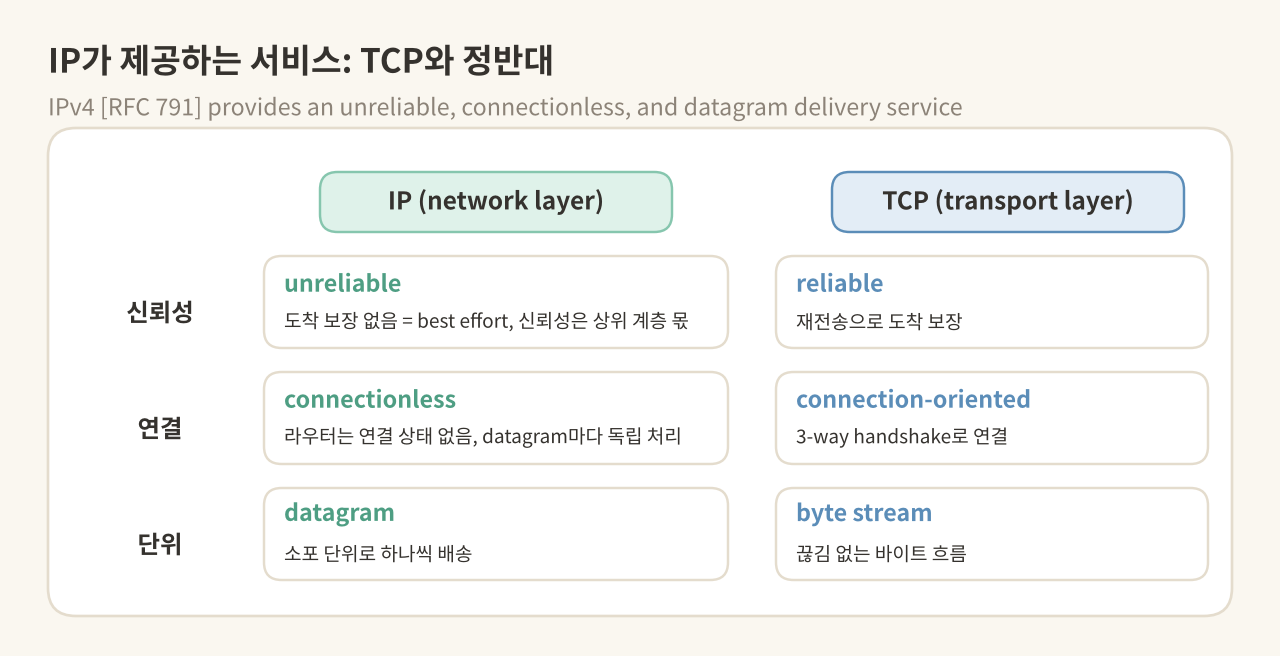 IP가 제공하는 서비스: TCP와 정반대
IPv4 [RFC 791] provides an unreliable, connectionless, and datagram delivery service
IP (network layer)
TCP (transport layer)
신뢰성
unreliable
도착 보장 없음 = best effort, 신뢰성은 상위 계층 몫
reliable
재전송으로 도착 보장
연결
connectionless
라우터는 연결 상태 없음, datagram마다 독립 처리
connection-oriented
3-way handshake로 연결
단위
datagram
소포 단위로 하나씩 배송
byte stream
끊김 없는 바이트 흐름